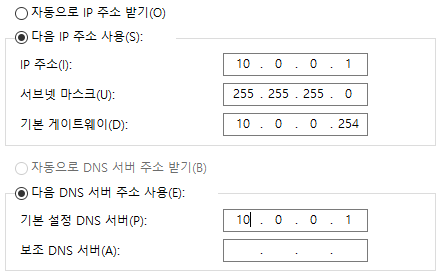 자동으로 IP 주소 받기(O)
다음 IP 주소 사용(S):
IP 주소(I): 10 . 0 . 0 . 1
서브넷 마스크(U): 255 . 255 . 255 . 0
기본 게이트웨이(D): 10 . 0 . 0 . 254
자동으로 DNS 서버 주소 받기(B)
다음 DNS 서버 주소 사용(E):
기본 설정 DNS 서버(P): 10 . 0 . 0 . 1
보조 DNS 서버(A): . . .